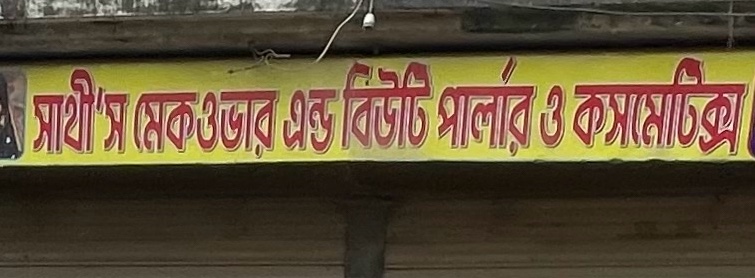 সাথী'স মেকওভার এন্ড বিউটি পার্লার ও কসমোটিক্স